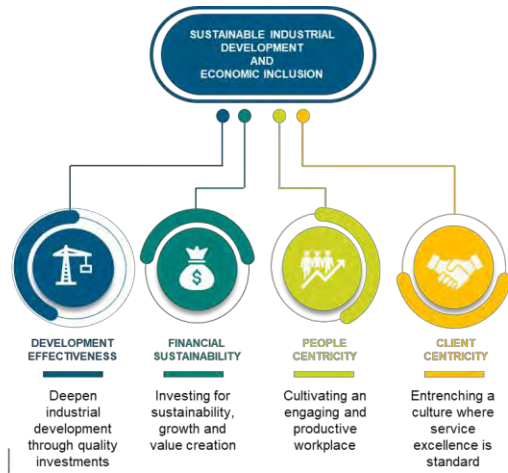 SUSTAINABLE INDUSTRIAL
DEVELOPMENT
AND
ECONOMIC INCLUSION
$
DEVELOPMENT
EFFECTIVENESS
Deepen
industrial
development
through quality
investments
FINANCIAL
SUSTAINABILITY
Investing for
sustainability,
growth and
value creation
PEOPLE
CENTRICITY
Cultivating an
engaging and
productive
workplace
CLIENT
CENTRICITY
Entrenching a
culture where
service
excellence is
standard